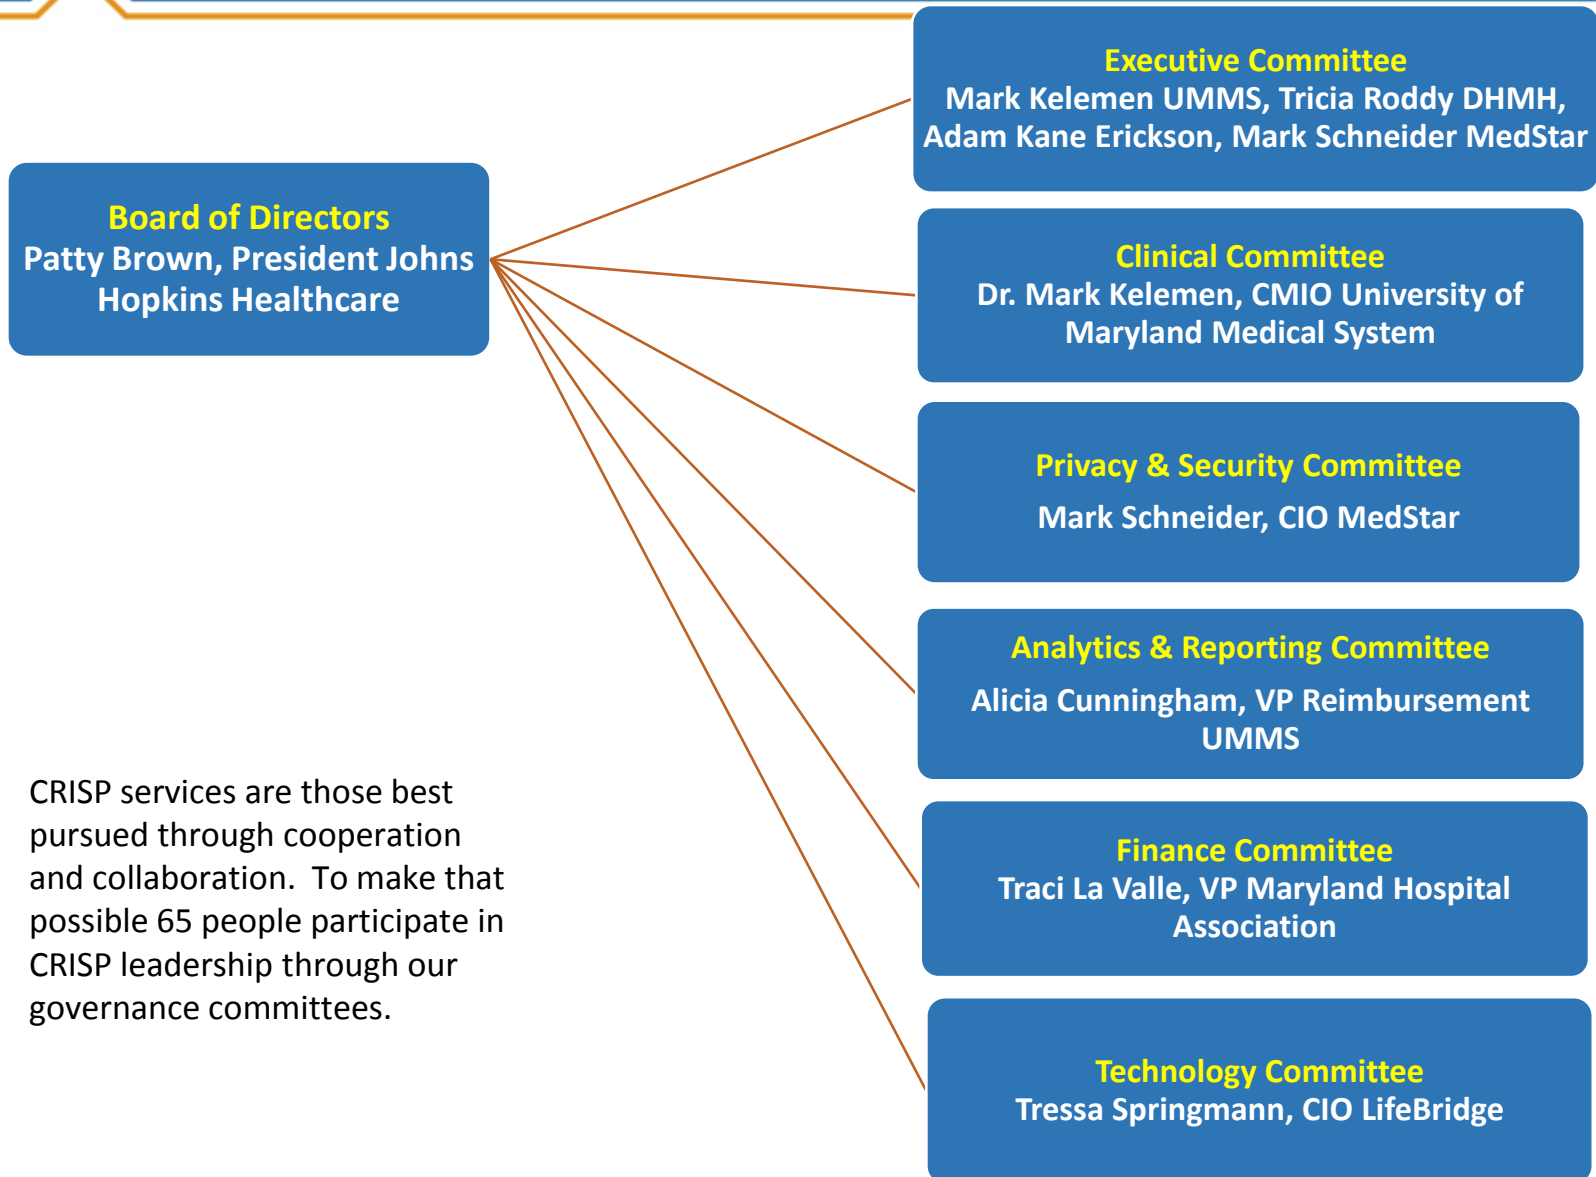 Board of Directors
Patty Brown, President Johns
Hopkins Healthcare
Executive Committee
Mark Kelemen UMMS, Tricia Roddy DHMH,
Adam Kane Erickson, Mark Schneider MedStar
Clinical Committee
Dr. Mark Kelemen, CMIO University of
Maryland Medical System
Privacy & Security Committee
Mark Schneider, CIO MedStar
Analytics & Reporting Committee
Alicia Cunningham, VP Reimbursement
UMMS
Finance Committee
Traci La Valle, VP Maryland Hospital
Association
Technology Committee
Tressa Springmann, CIO LifeBridge
CRISP services are those best
pursued through cooperation
and collaboration.  To make that
possible 65 people participate in
CRISP leadership through our
governance committees.